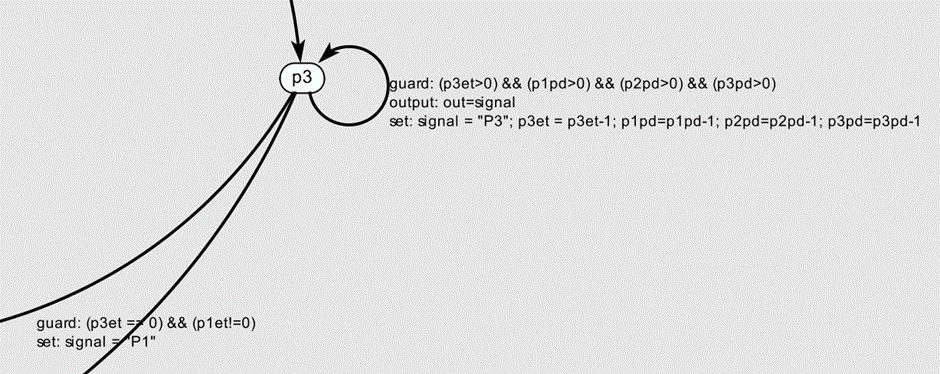 p3
guard: (p3et>0) && (p1pd>0) && (p2pd>0) && (p3pd>0)
output: out=signal
set: signal = "P3"; p3et = p3et-1; p1pd=p1pd-1; p2pd=p2pd-1; p3pd=p3pd-1
guard: (p3et == 0) && (p1et!=0)
set: signal = "P1"